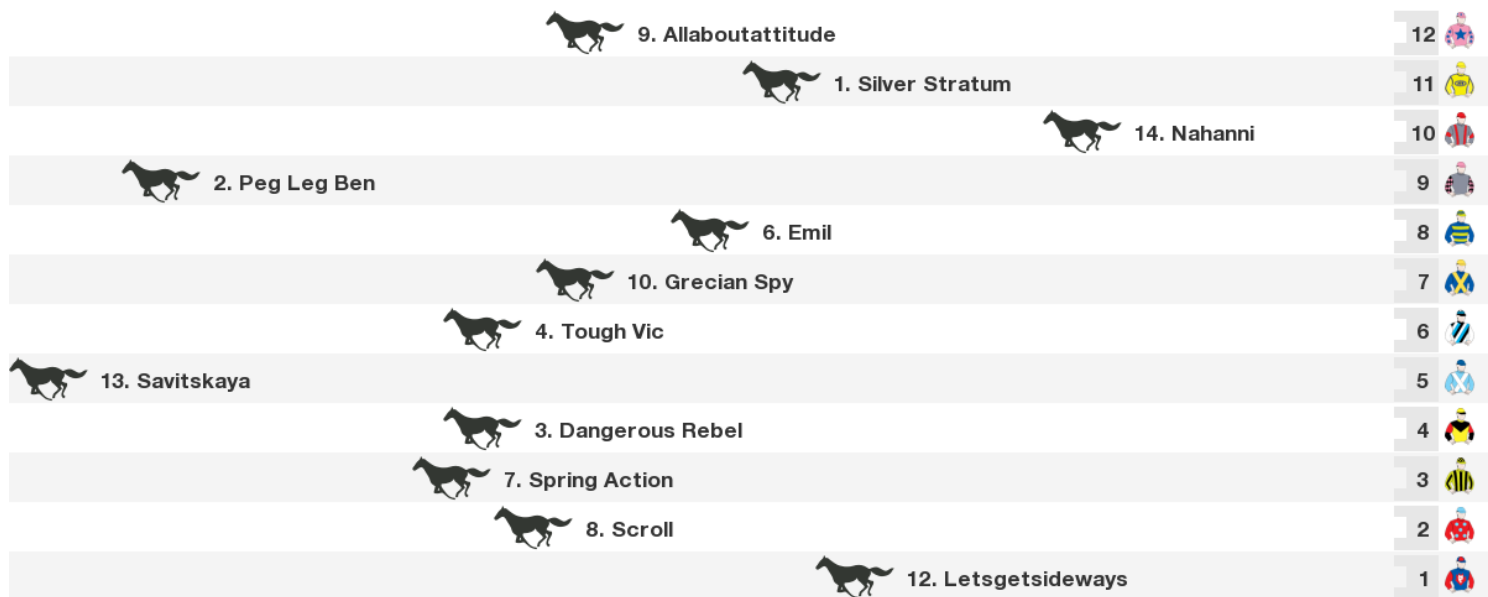 9. Allaboutattitude 12
1. Silver Stratum 11
14. Nahanni 10
2. Peg Leg Ben 9
6. Emil 8
10. Grecian Spy 7
4. Tough Vic 6
13. Savitskaya 5
3. Dangerous Rebel 4
7. Spring Action 3
8. Scroll 2
12. Letsgetsideways 1